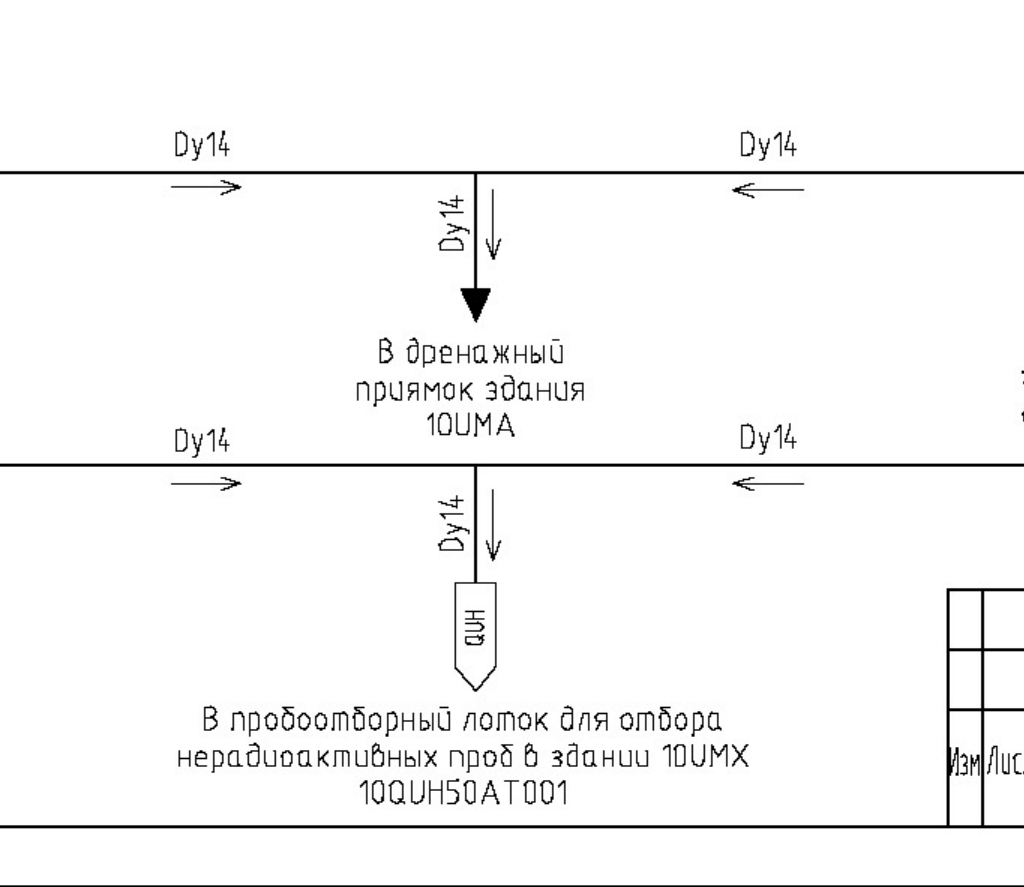 Dy14 Dy14
Dy14
В дренажный
приямок здания
10UMA
Dy14 Dy14
Dy14
QUH
В пробоотборный лоток для отбора
нерадиоактивных проб в здании 10UMX
10QUH50AT001
Изм